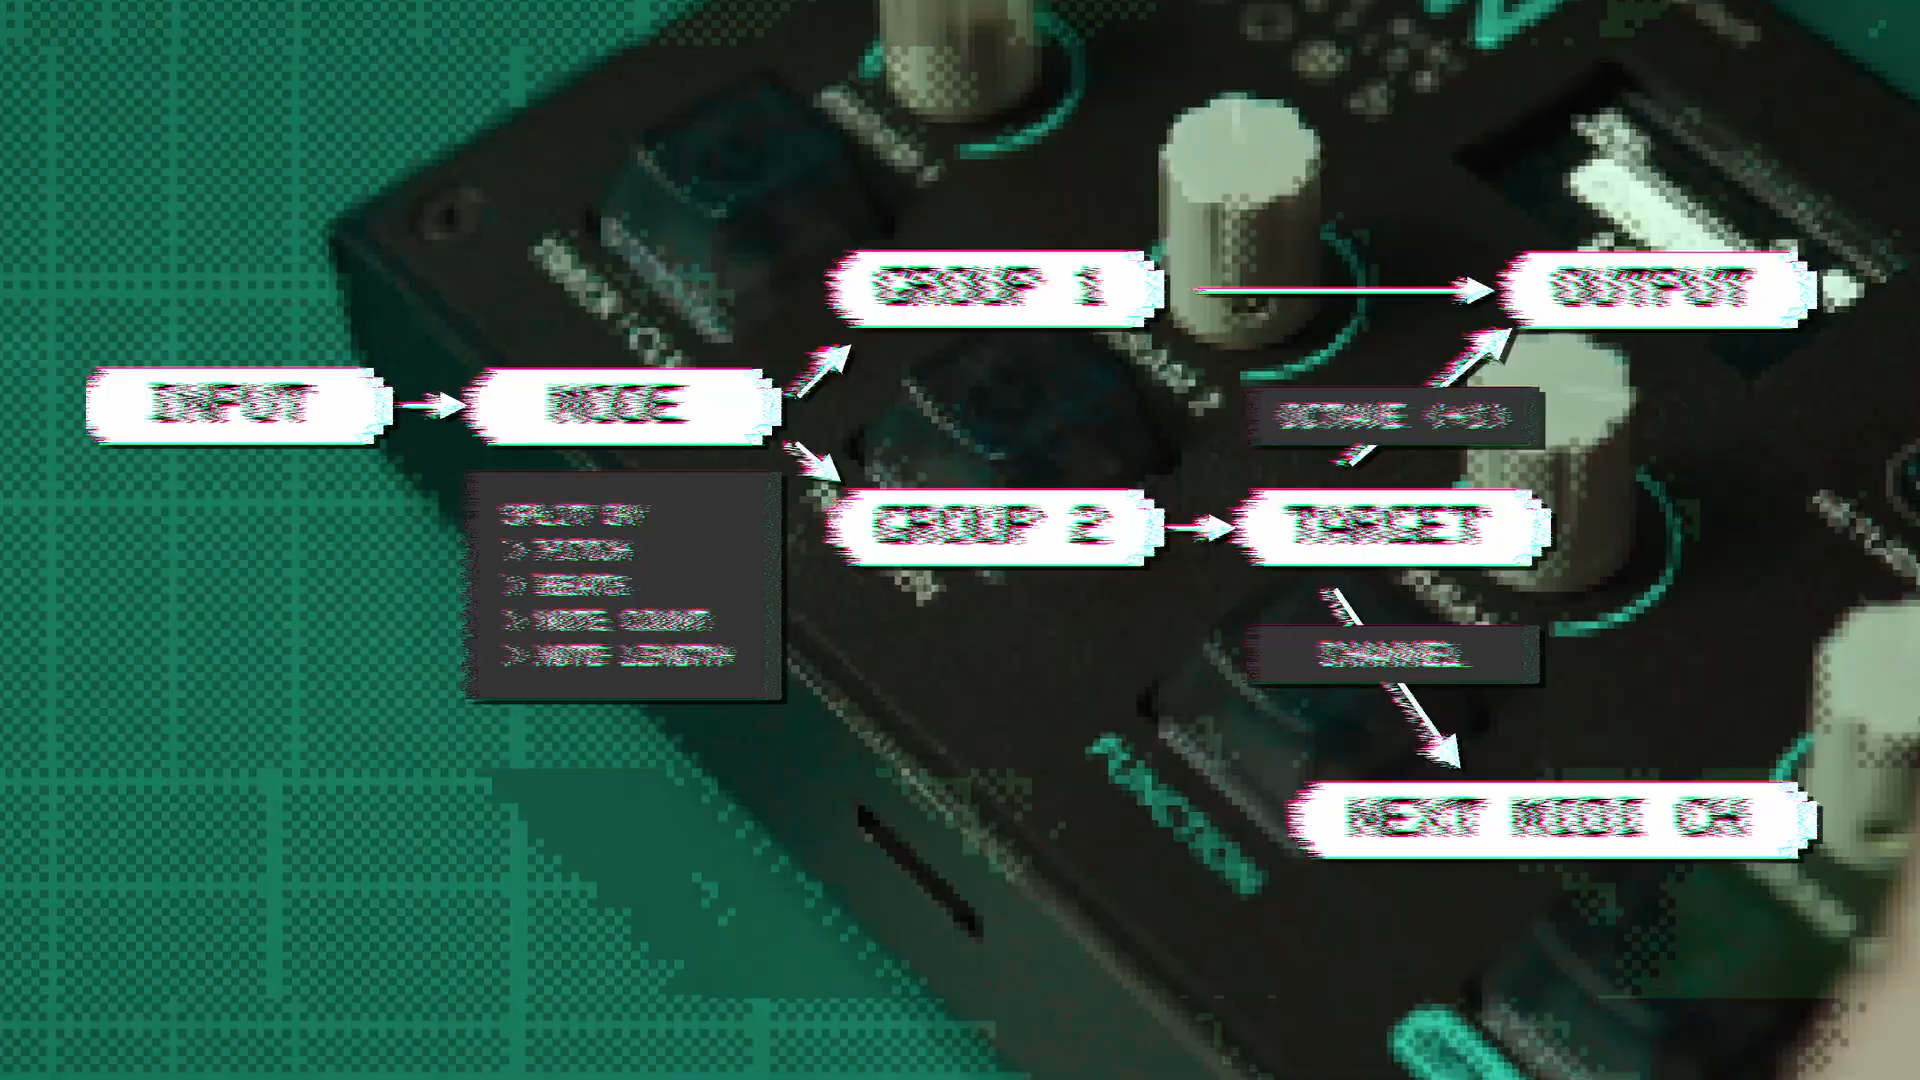 GROUP 1
OUTPUT
INPUT
MODE
OCTAVE (+-1)
GROUP 2
TARGET
SPLIT BY
> PITCH
> BEATS
> NOTE COUNT
> NOTE LENGTH
CHANNEL
NEXT MIDI CH
FUNCTION